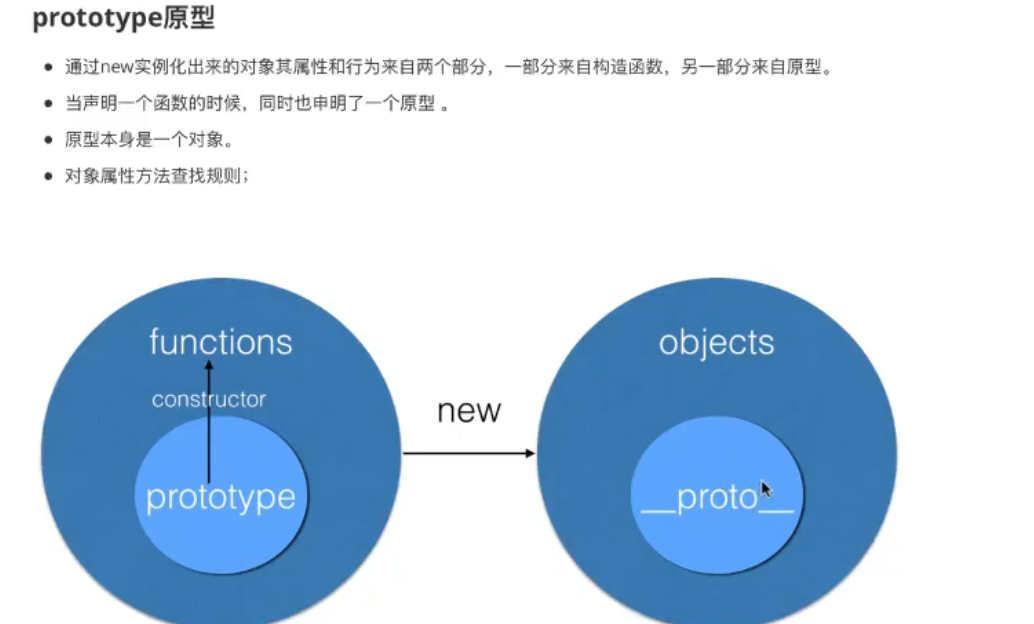 prototype原型
通过new实例化出来的对象其属性和行为来自两个部分，一部分来自构造函数，另一部分来自原型。
当声明一个函数的时候，同时也申明了一个原型 。
原型本身是一个对象。
对象属性方法查找规则；
functions
objects
constructor
new
prototype
__proto__